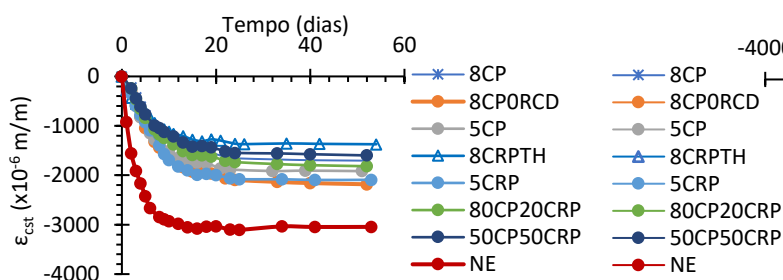 Tempo (dias)
0 20 40 60
-4000
0
-1000
-2000
-3000
-4000
εcst (x10-6 m/m)
8CP
8CP0RCD
5CP
8CRPTH
5CRP
80CP20CRP
50CP50CRP
NE
8CP
8CP0RCD
5CP
8CRPTH
5CRP
80CP20CRP
50CP50CRP
NE